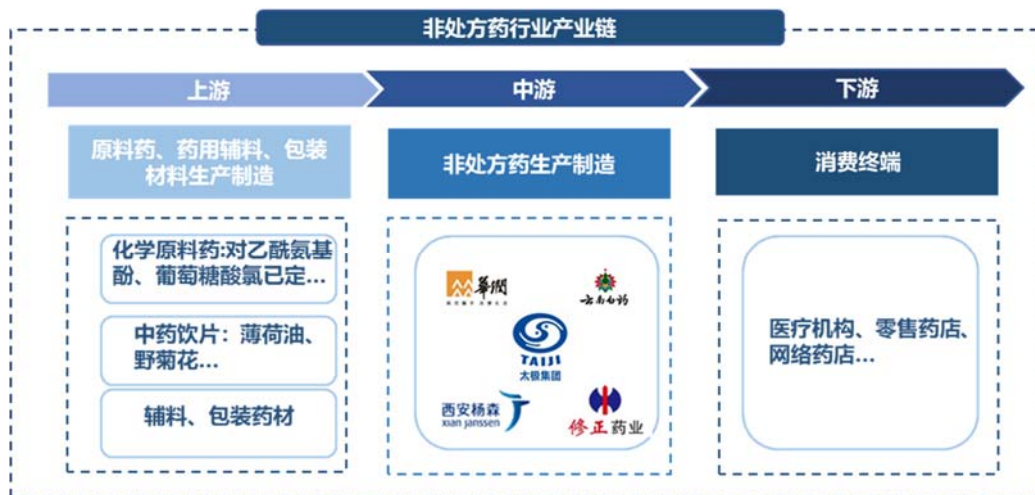 非处方药行业产业链
上游
中游
下游
原料药、药用辅料、包装
材料生产制造
非处方药生产制造
消费终端
化学原料药:对乙酰氨基
酚、葡萄糖酸氯已定...
中药饮片：薄荷油、
野菊花...
辅料、包装药材
華潤
云南白药
TAIJI
太极集团
西安杨森
xian janssen
修正药业
医疗机构、零售药店、
网络药店...